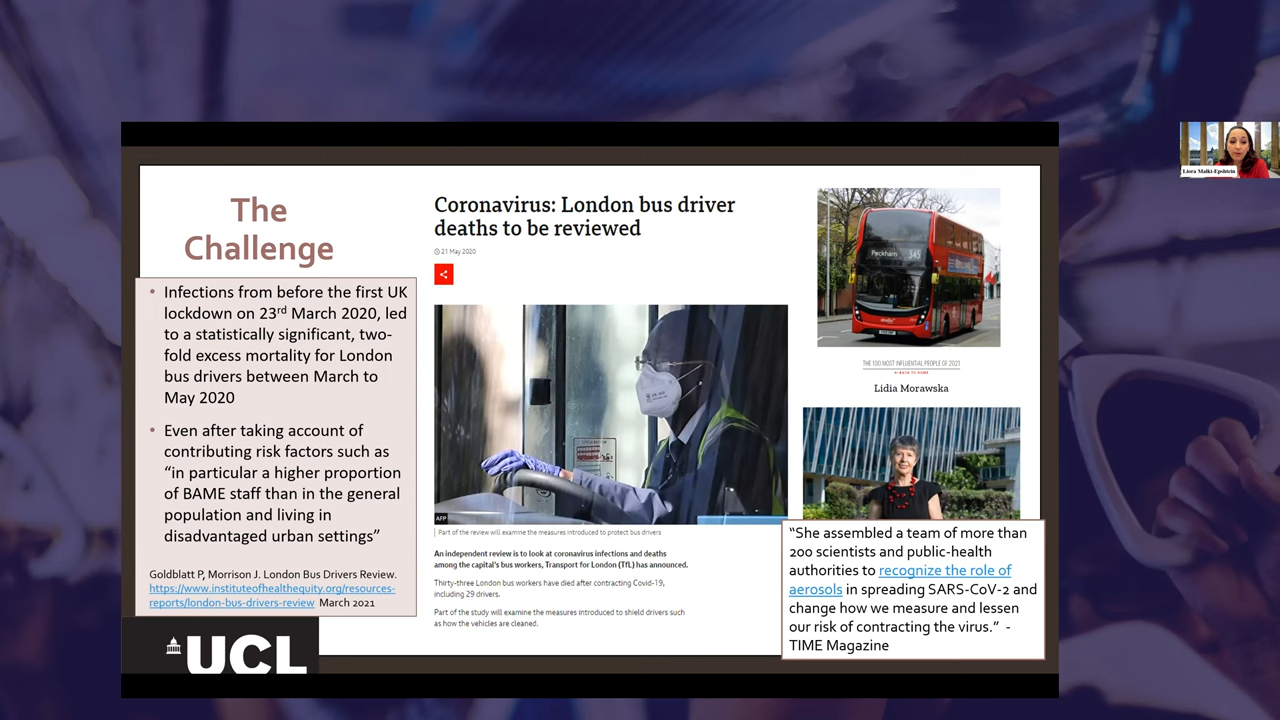 The
Challenge
• Infections from before the first UK
lockdown on 23rd March 2020, led
to a statistically significant, two-
fold excess mortality for London
bus drivers between March to
May 2020
• Even after taking account of
contributing risk factors such as
“in particular a higher proportion
of BAME staff than in the general
population and living in
disadvantaged urban settings”
Goldblatt P, Morrison J. London Bus Drivers Review.
https://www.instituteofhealthequity.org/resources-
reports/london-bus-drivers-review March 2021
UCL
Coronavirus: London bus driver
deaths to be reviewed
21 May 2020
AFP
Part of the review will examine the measures introduced to protect bus drivers
An independent review is to look at coronavirus infections and deaths
among the capital's bus workers, Transport for London (TfL) has announced.
Thirty-three London bus workers have died after contracting Covid-19,
including 29 drivers.
Part of the study will examine the measures introduced to shield drivers such
as how the vehicles are cleaned.
Peckham 345
THE 100 MOST INFLUENTIAL PEOPLE OF 2021
BACK TO HOME
Lidia Morawska
“She assembled a team of more than
200 scientists and public-health
authorities to recognize the role of
aerosols in spreading SARS-CoV-2 and
change how we measure and lessen
our risk of contracting the virus.” -
TIME Magazine
Liora Malki-Epshtein